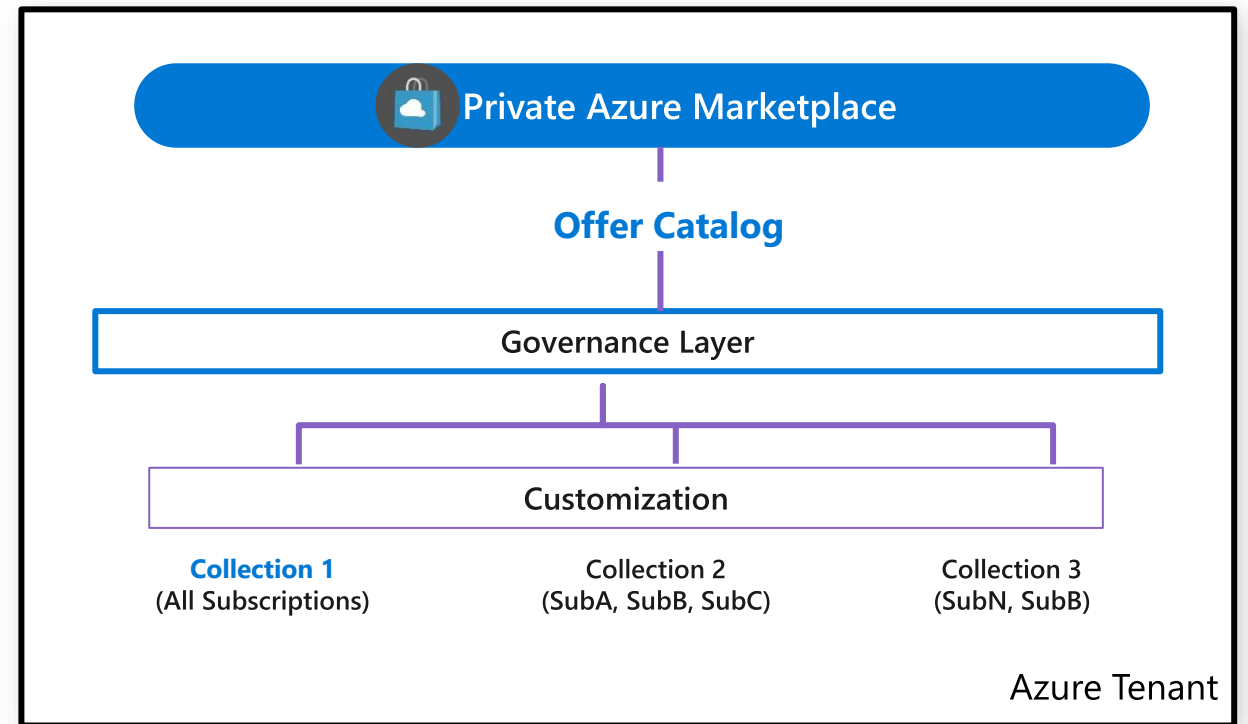 Private Azure Marketplace
Offer Catalog
Governance Layer
Customization
Collection 1
(All Subscriptions)
Collection 2
(SubA, SubB, SubC)
Collection 3
(SubN, SubB)
Azure Tenant